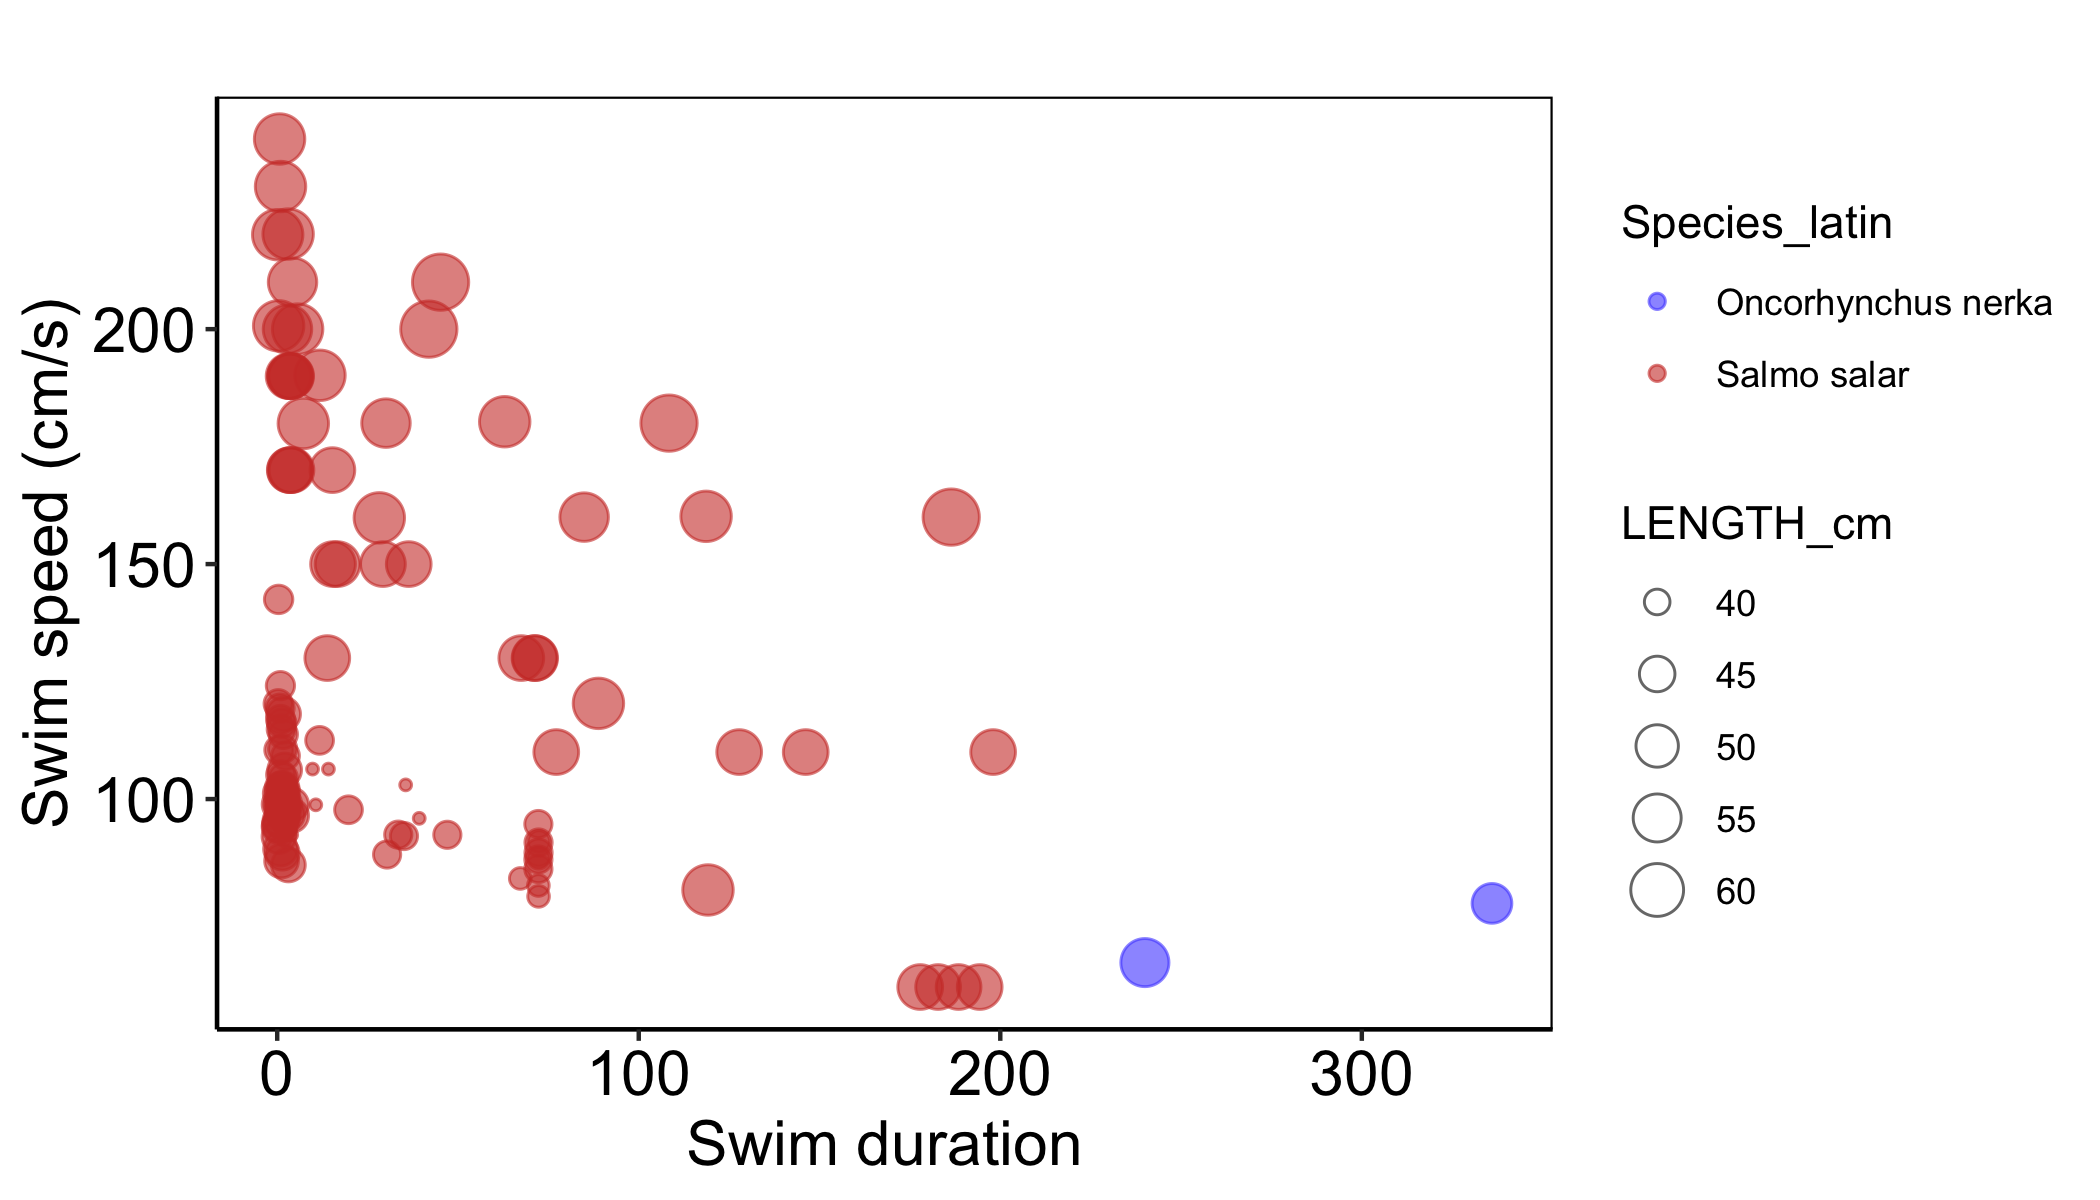 Swim speed (cm/s)
200
150
100
0 100 200 300
Swim duration
Species_latin
Oncorhynchus nerka
Salmo salar
LENGTH_cm
40
45
50
55
60